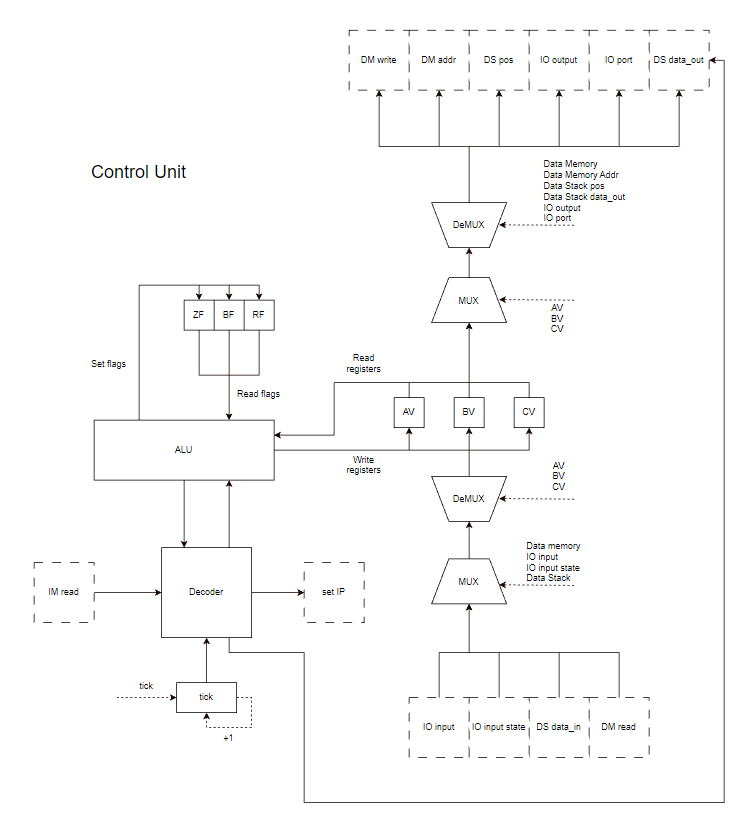 DM write
DM addr
DS pos
IO output
IO port
DS data_out
Data Memory
Data Memory Addr
Data Stack pos
Data Stack data_out
IO output
IO port
Control Unit
DeMUX
MUX
AV
BV
CV
ZF
BF
RF
Set flags
Read
registers
Read flags
AV
BV
CV
ALU
Write
registers
AV
BV
CV
DeMUX
Data memory
IO input
IO input state
Data Stack
MUX
IM read
Decoder
set IP
tick
tick
+1
IO input
IO input state
DS data_in
DM read